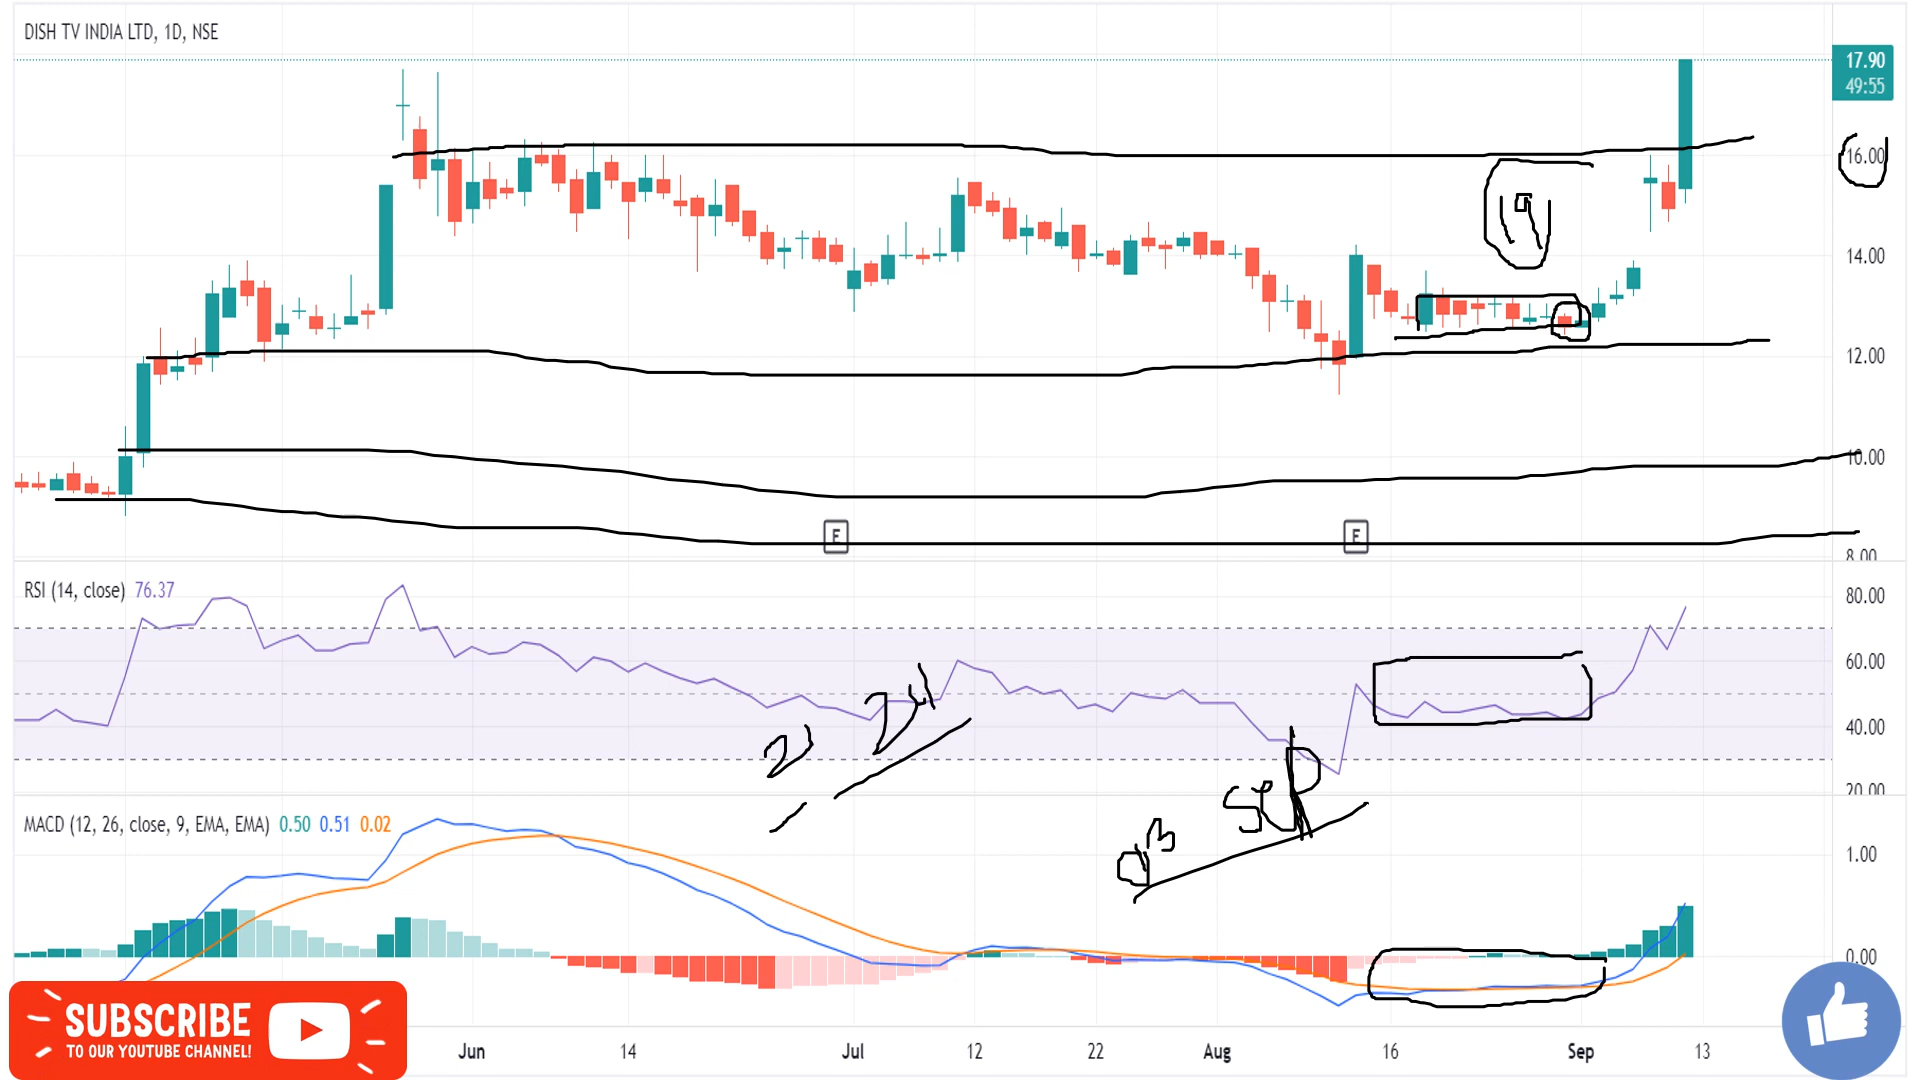 DISH TV INDIA LTD, 1D, NSE
17.90
49:55
16.00
14.00
12.00
10.00
8.00
E
E
RSI (14, close) 76.37
80.00
60.00
40.00
20.00
MACD (12, 26, close, 9, EMA, EMA) 0.50 0.51 0.02
1.00
0.00
SUBSCRIBE
TO OUR YOUTUBE CHANNEL!
Jun 14 Jul 12 22 Aug 16 Sep 13